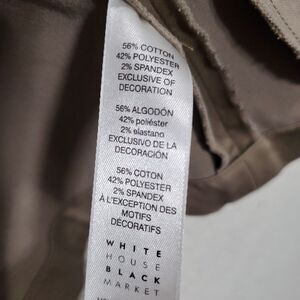 56% COTTON
42% POLYESTER
2% SPANDEX
EXCLUSIVE OF
DECORATION
56% ALGODÓN
42% poliéster
2% elastano
EXCLUSIVO DE LA
DECORACIÓN
56% COTON
42% POLYESTER
2% SPANDEX
À L'EXCEPTION DES
MOTIFS
DÉCORATIFS
WHITE
HOUSE
BLACK
MARKET